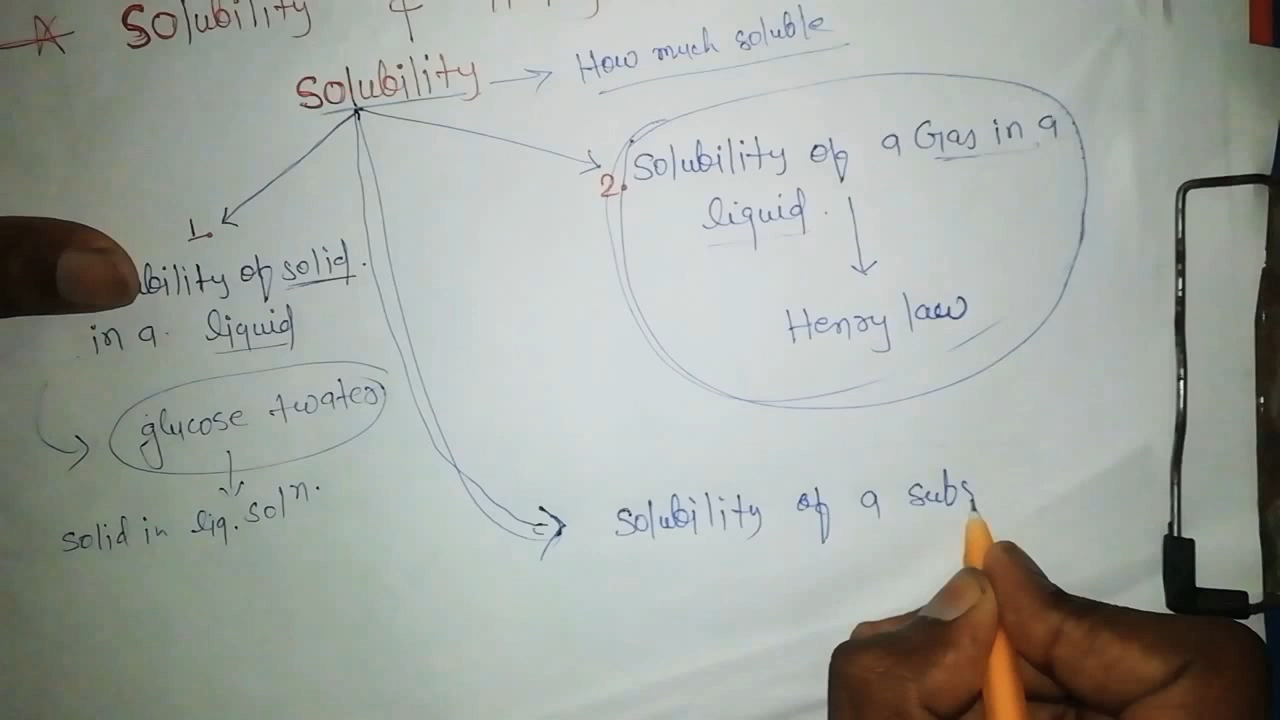 Solubility &
Solubility → How much soluble
2. Solubility of a Gas in a
liquid.
Henry law
1.
bility of solid.
in a. liquid
glucose + water
solid in liq. solⁿ.
Solubility of a subs